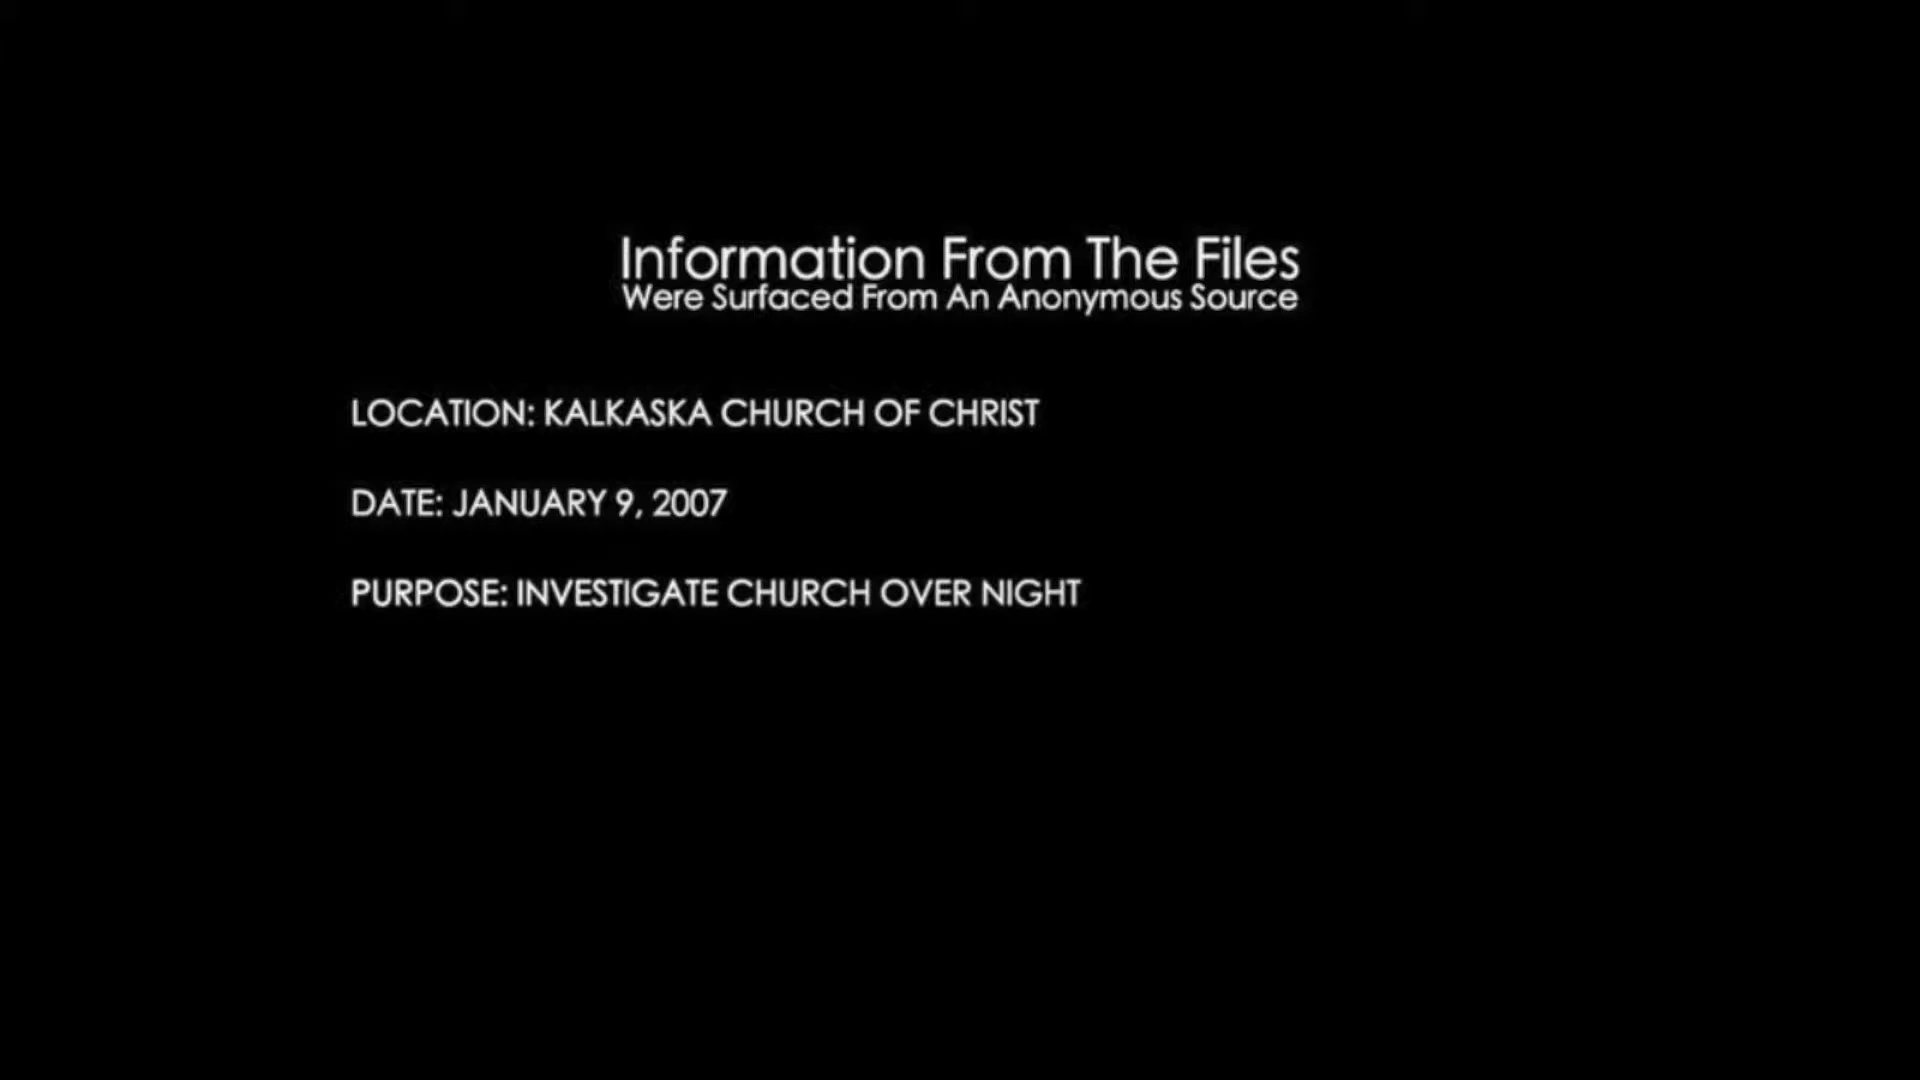 Information From The Files
Were Surfaced From An Anonymous Source
LOCATION: KALKASKA CHURCH OF CHRIST
DATE: JANUARY 9, 2007
PURPOSE: INVESTIGATE CHURCH OVER NIGHT